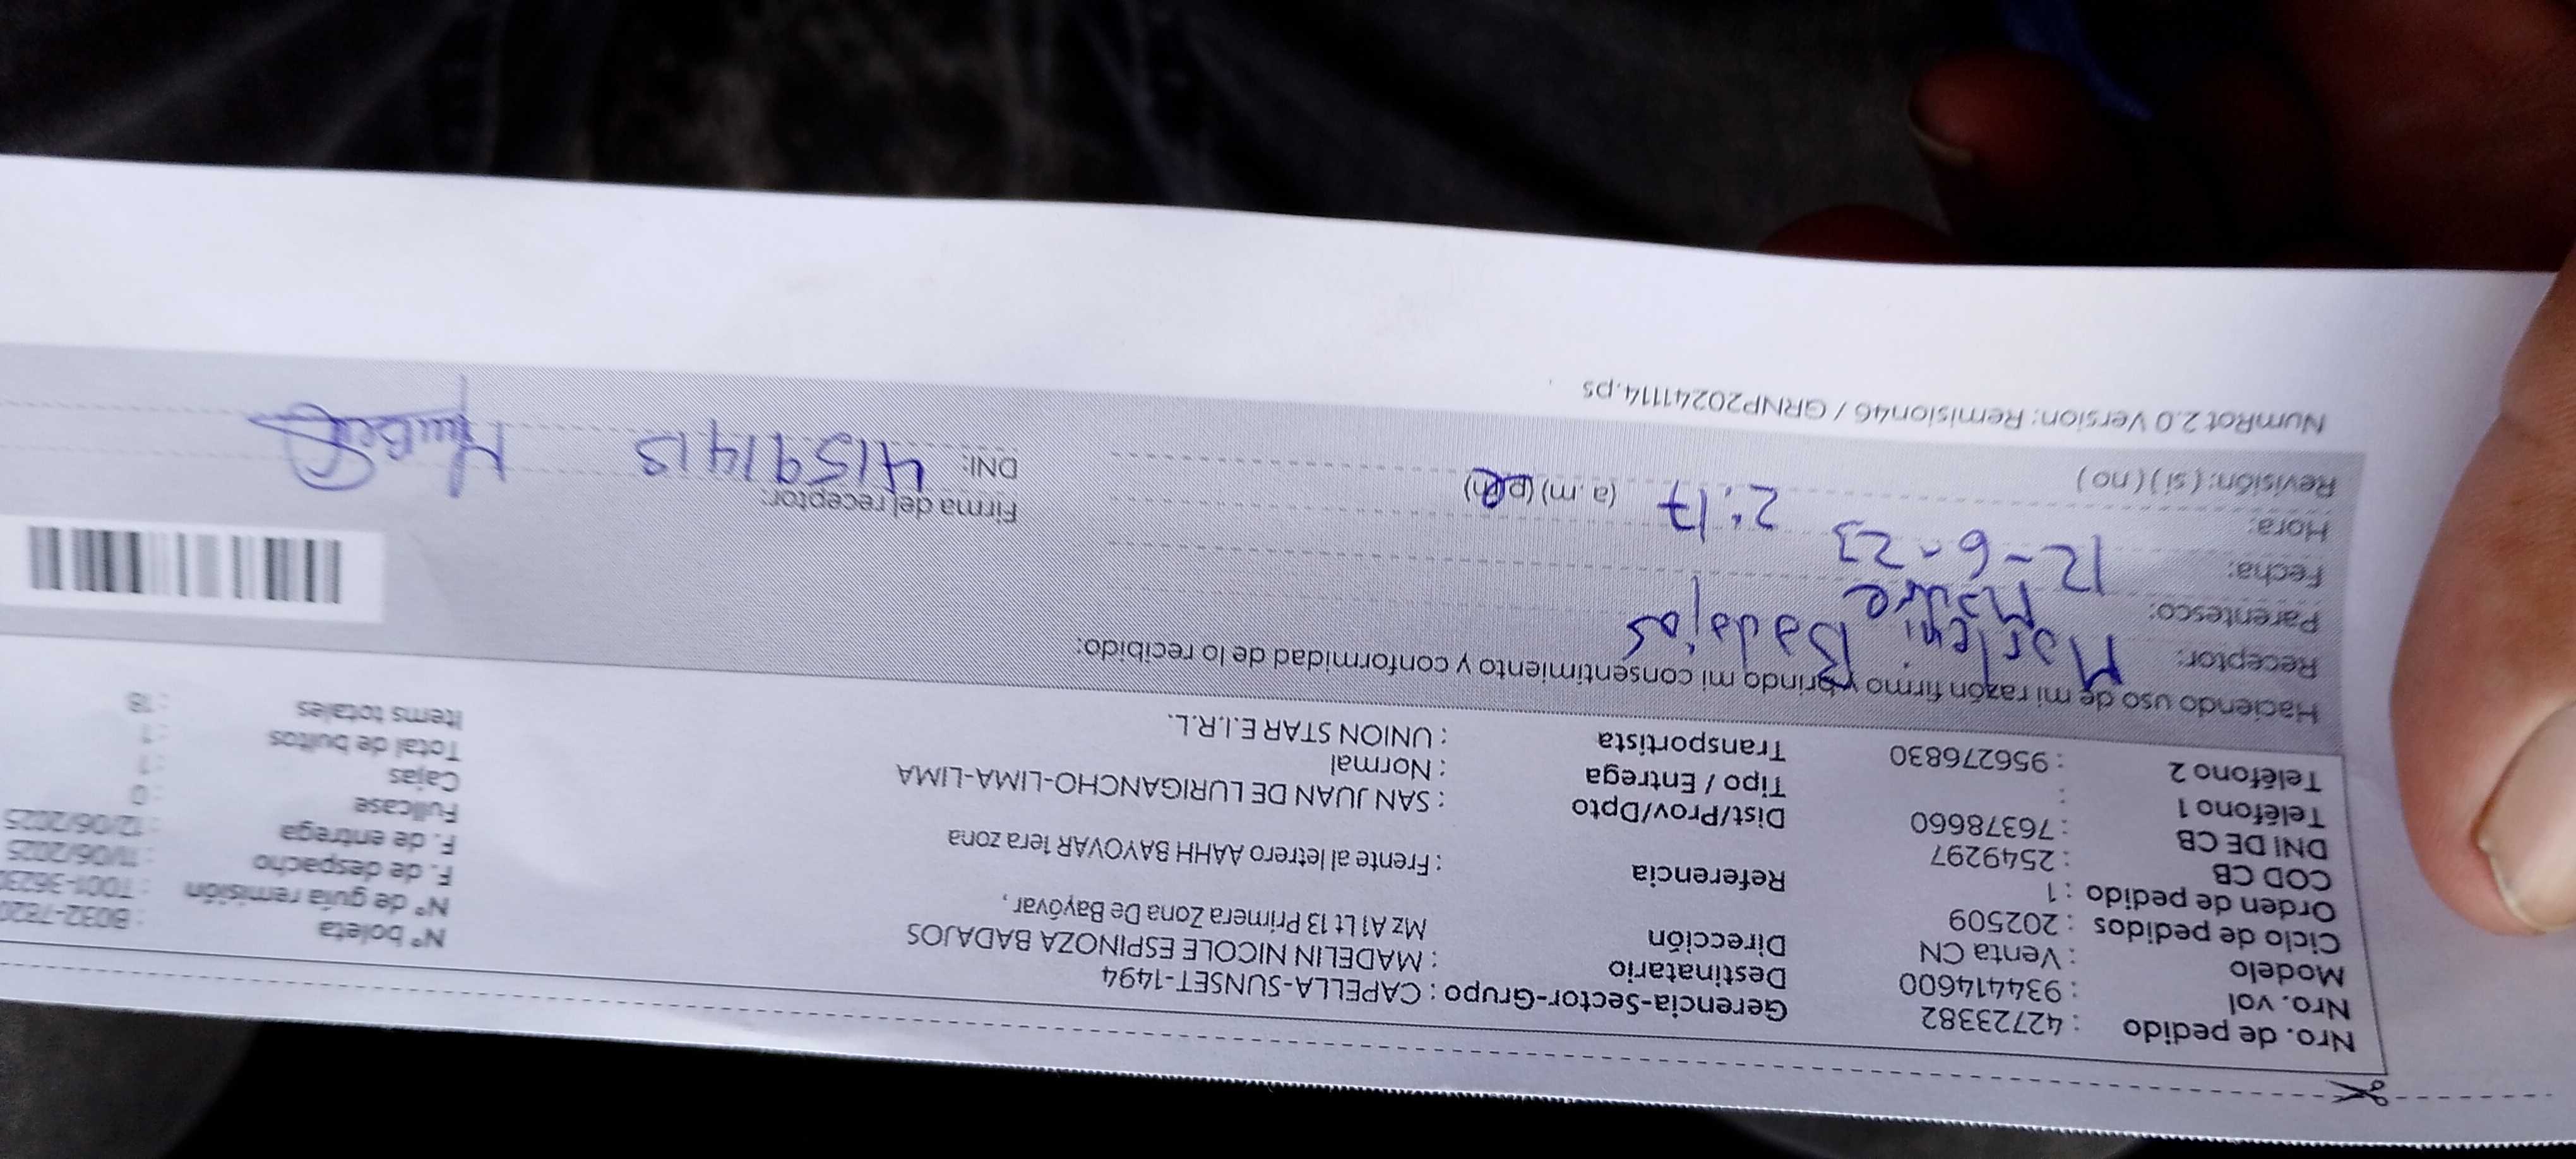 Nro. de pedido : 42723382
Nro. vol : 934414600
Modelo : Venta CN
Ciclo de pedidos : 202509
Orden de pedido : 1
COD CB : 2549297
DNI DE CB : 76378660
Teléfono 1 :
Teléfono 2 : 956276830
Gerencia-Sector-Grupo : CAPELLA-SUNSET-1494
Destinatario : MADELIN NICOLE ESPINOZA BADAJOS
Dirección Mz A1 Lt 13 Primera Zona De Bayóvar,
Referencia : Frente al letrero AAHH BAYOVAR 1era zona
Dist/Prov/Dpto : SAN JUAN DE LURIGANCHO-LIMA-LIMA
Tipo / Entrega : Normal
Transportista : UNION STAR E.I.R.L.
N° boleta : B032-7820
N° de guía remisión : T001-36230
F. de despacho : 11/06/2025
F. de entrega : 12/06/2025
Fullcase : 0
Cajas : 1
Total de bultos : 1
Items totales : 18
Haciendo uso de mi razón firmo y brindo mi consentimiento y conformidad de lo recibido:
Receptor: Marleni Badajos
Parentesco: Madre
Fecha: 12-6-23
Hora: 2:17 (a.m) (p.m)
Revisión: (si) (no)
Firma del receptor:
DNI: 41591413
NumRot 2.0 Version: Remision46 / GRNP20241114.ps